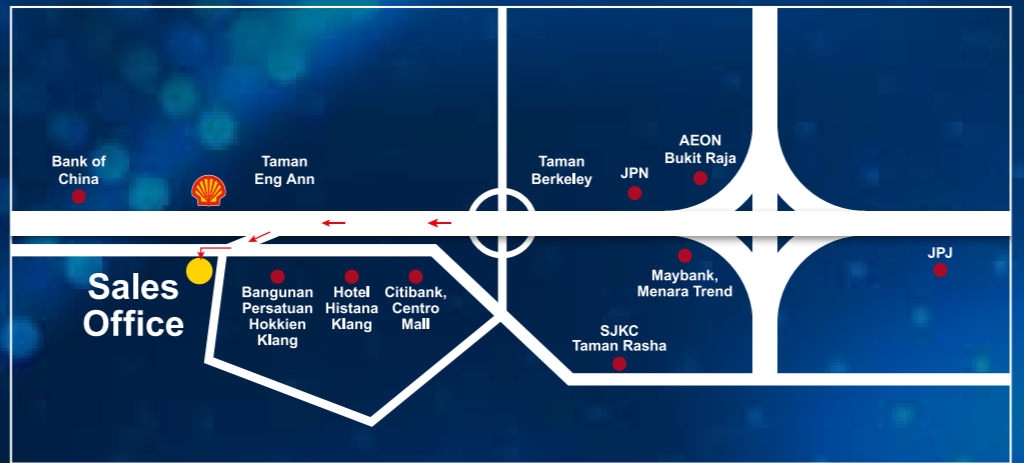 Bank of
China
Taman
Eng Ann
Taman
Berkeley
JPN
AEON
Bukit Raja
Sales
Office
Bangunan
Persatuan
Hokkien
Klang
Hotel
Histana
Klang
Citibank,
Centro
Mall
Maybank,
Menara Trend
JPJ
SJKC
Taman Rasha